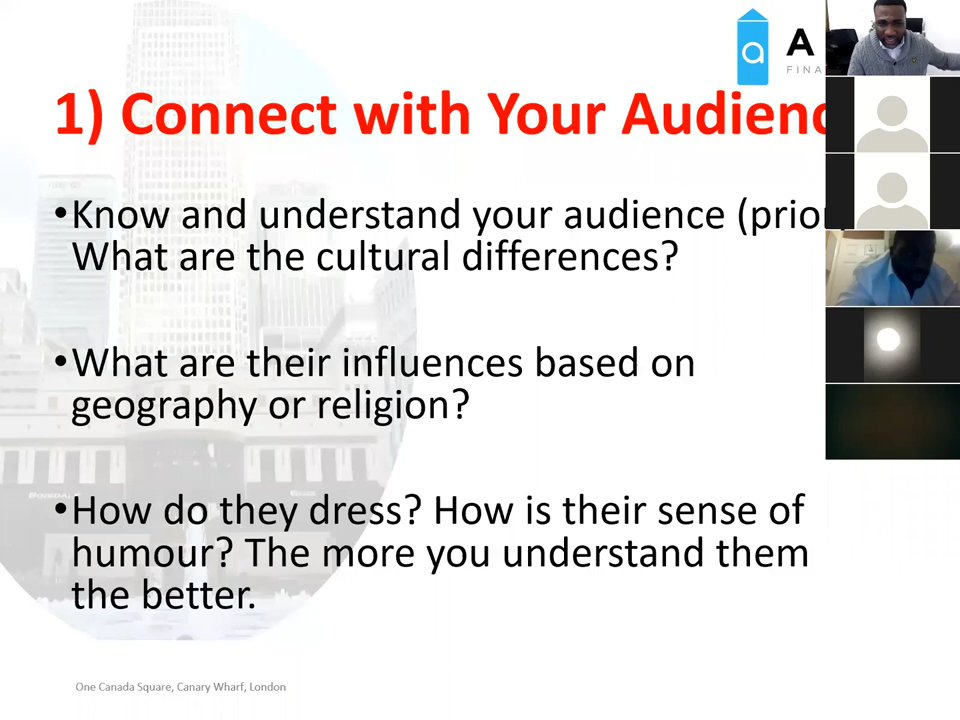 A
FINA
1) Connect with Your Audienc
•Know and understand your audience (prior)
What are the cultural differences?
•What are their influences based on
geography or religion?
•How do they dress? How is their sense of
humour? The more you understand them
the better.
One Canada Square, Canary Wharf, London